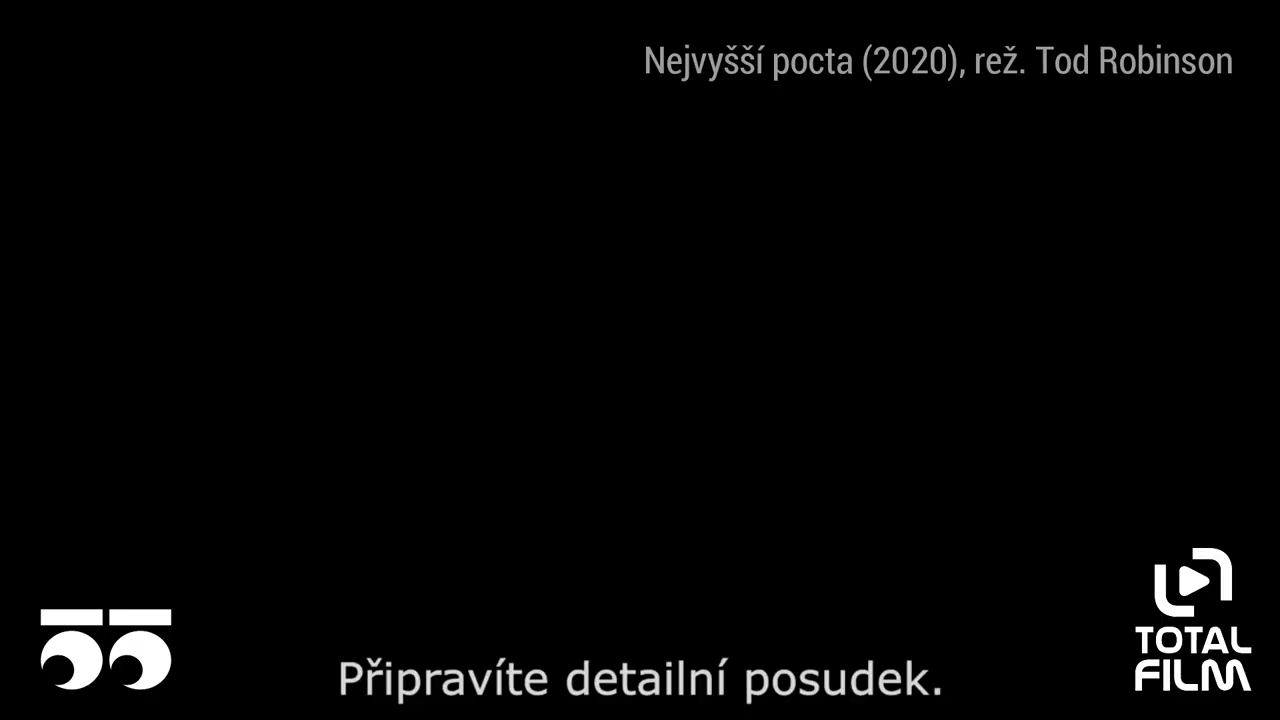 Nejvyšší pocta (2020), rež. Tod Robinson
TOTAL
FILM
Připravíte detailní posudek.